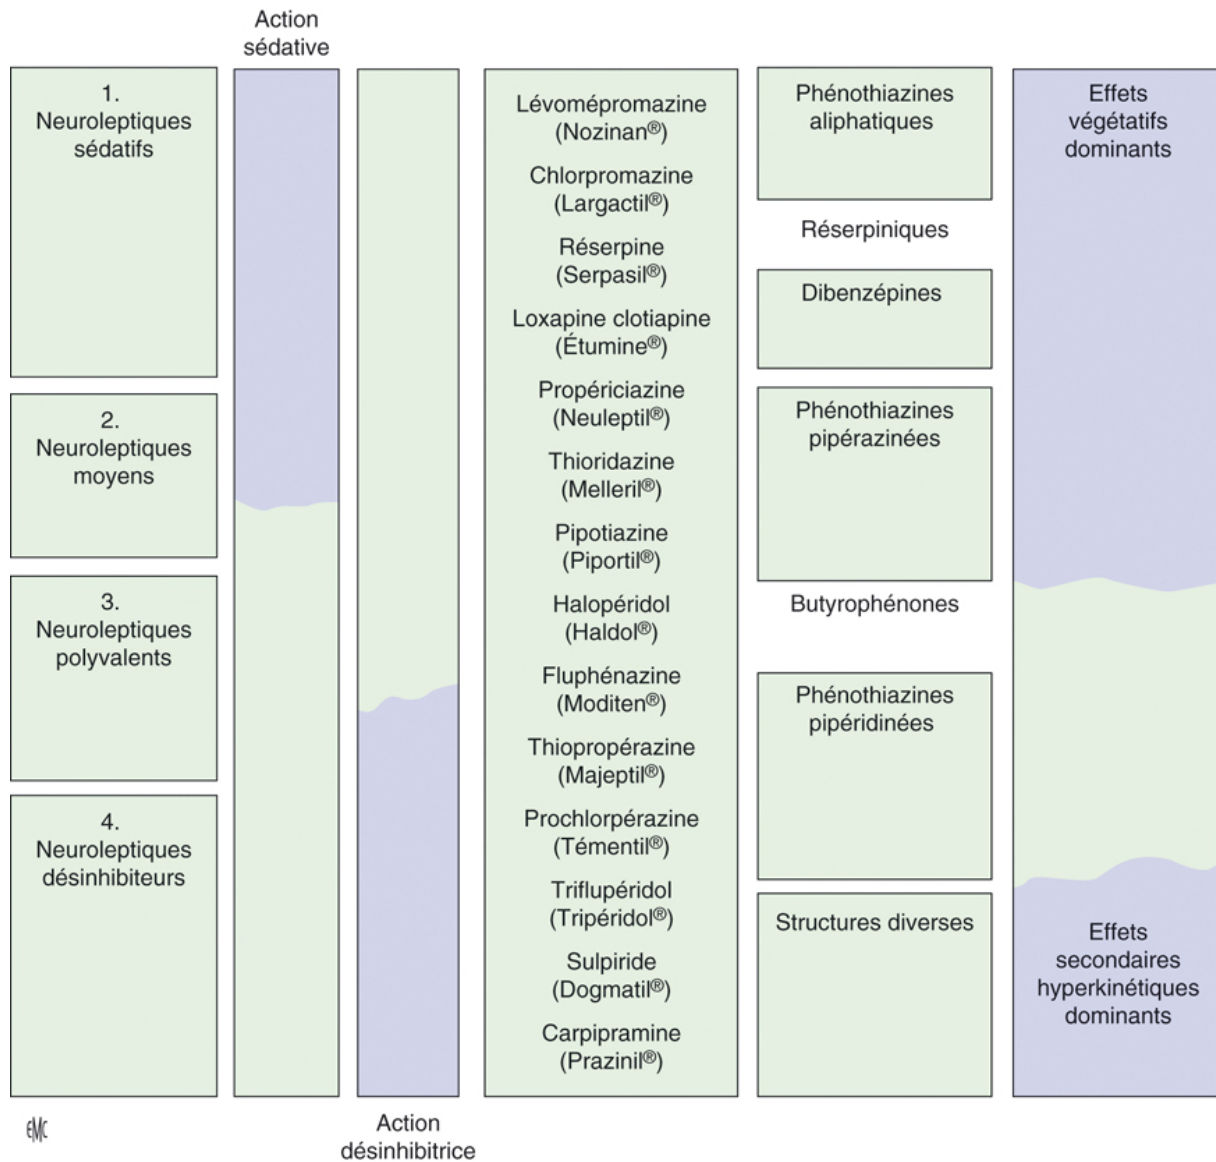 Action
sédative
1.
Neuroleptiques
sédatifs
2.
Neuroleptiques
moyens
3.
Neuroleptiques
polyvalents
4.
Neuroleptiques
désinhibiteurs
Lévomépromazine
(Nozinan®)
Chlorpromazine
(Largactil®)
Réserpine
(Serpasil®)
Loxapine clotiapine
(Étumine®)
Propériciazine
(Neuleptil®)
Thioridazine
(Melleril®)
Pipotiazine
(Piportil®)
Halopéridol
(Haldol®)
Fluphénazine
(Moditen®)
Thiopropérazine
(Majeptil®)
Prochlorpérazine
(Témentil®)
Triflupéridol
(Tripéridol®)
Sulpiride
(Dogmatil®)
Carpipramine
(Prazinil®)
Phénothiazines
aliphatiques
Réserpiniques
Dibenzépines
Phénothiazines
pipérazinées
Butyrophénones
Phénothiazines
pipéridinées
Structures diverses
Effets
végétatifs
dominants
Effets
secondaires
hyperkinétiques
dominants
EMC
Action
désinhibitrice